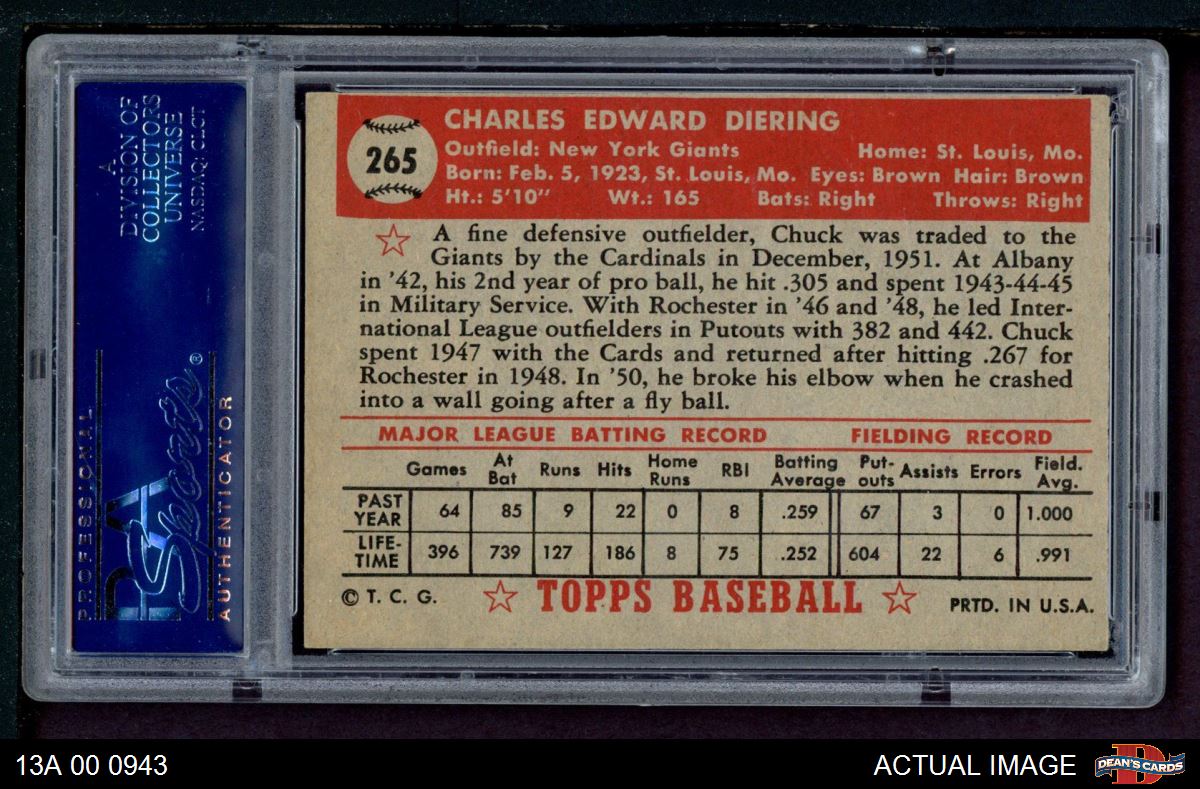 A
DIVISION OF
COLLECTORS
UNIVERSE
NASDAQ: CLCT
PROFESSIONAL
PSA
Sports®
AUTHENTICATOR
265
CHARLES EDWARD DIERING
Outfield: New York Giants Home: St. Louis, Mo.
Born: Feb. 5, 1923, St. Louis, Mo. Eyes: Brown Hair: Brown
Ht.: 5'10" Wt.: 165 Bats: Right Throws: Right
A fine defensive outfielder, Chuck was traded to the
Giants by the Cardinals in December, 1951. At Albany
in '42, his 2nd year of pro ball, he hit .305 and spent 1943-44-45
in Military Service. With Rochester in '46 and '48, he led Inter-
national League outfielders in Putouts with 382 and 442. Chuck
spent 1947 with the Cards and returned after hitting .267 for
Rochester in 1948. In '50, he broke his elbow when he crashed
into a wall going after a fly ball.
MAJOR LEAGUE BATTING RECORD FIELDING RECORD
Games At Bat Runs Hits Home Runs RBI Batting Average Put-outs Assists Errors Field. Avg.
PAST YEAR 64 85 9 22 0 8 .259 67 3 0 1.000
LIFE-TIME 396 739 127 186 8 75 .252 604 22 6 .991
© T. C. G. TOPPS BASEBALL PRTD. IN U.S.A.
13A 00 0943
ACTUAL IMAGE
D
DEAN'S CARDS